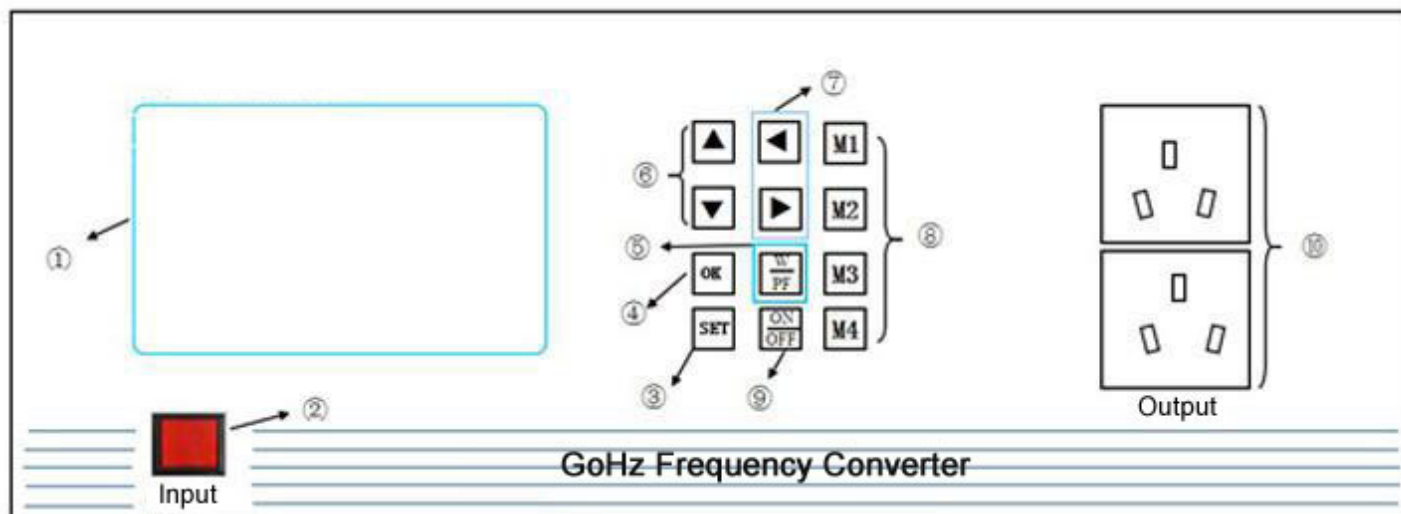 ⑦
▲ ◀ M1
⑥
▼ ▶ M2
⑤ ⑧ ⑩
①
OK W/PF M3
④
SET ON/OFF M4
③ ⑨
Output
②
GoHz Frequency Converter
Input